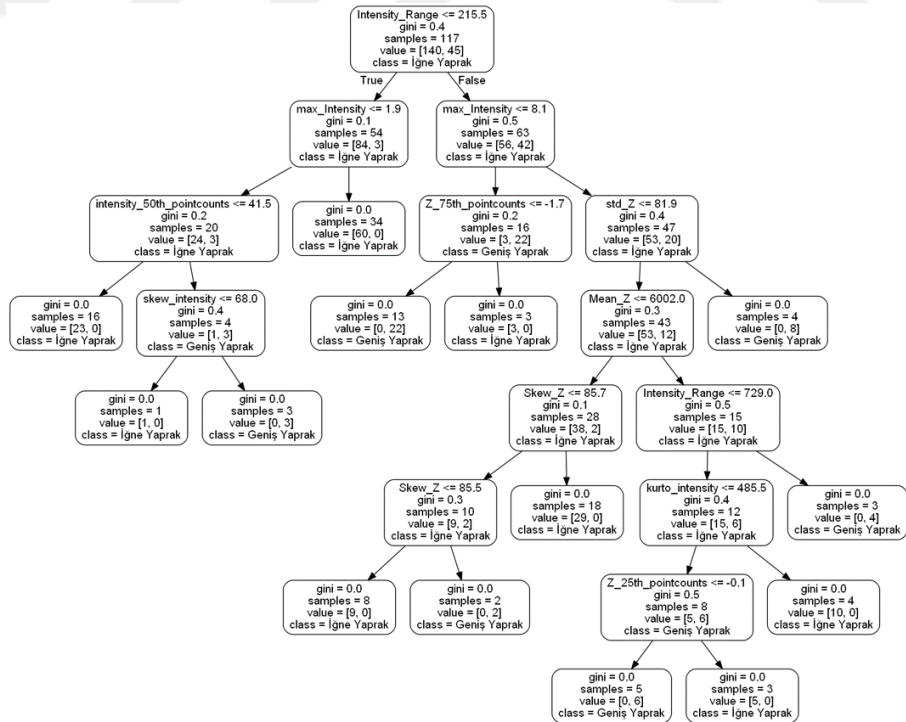 Intensity_Range <= 215.5
gini = 0.4
samples = 117
value = [140, 45]
class = İğne Yaprak
True
False
max_Intensity <= 1.9
gini = 0.1
samples = 54
value = [84, 3]
class = İğne Yaprak
max_Intensity <= 8.1
gini = 0.5
samples = 63
value = [56, 42]
class = İğne Yaprak
intensity_50th_pointcounts <= 41.5
gini = 0.2
samples = 20
value = [24, 3]
class = İğne Yaprak
gini = 0.0
samples = 34
value = [60, 0]
class = İğne Yaprak
Z_75th_pointcounts <= -1.7
gini = 0.2
samples = 16
value = [3, 22]
class = Geniş Yaprak
std_Z <= 81.9
gini = 0.4
samples = 47
value = [53, 20]
class = İğne Yaprak
gini = 0.0
samples = 16
value = [23, 0]
class = İğne Yaprak
skew_intensity <= 68.0
gini = 0.4
samples = 4
value = [1, 3]
class = Geniş Yaprak
gini = 0.0
samples = 13
value = [0, 22]
class = Geniş Yaprak
gini = 0.0
samples = 3
value = [3, 0]
class = İğne Yaprak
Mean_Z <= 6002.0
gini = 0.3
samples = 43
value = [53, 12]
class = İğne Yaprak
gini = 0.0
samples = 4
value = [0, 8]
class = Geniş Yaprak
gini = 0.0
samples = 1
value = [1, 0]
class = İğne Yaprak
gini = 0.0
samples = 3
value = [0, 3]
class = Geniş Yaprak
Skew_Z <= 85.7
gini = 0.1
samples = 28
value = [38, 2]
class = İğne Yaprak
Intensity_Range <= 729.0
gini = 0.5
samples = 15
value = [15, 10]
class = İğne Yaprak
Skew_Z <= 85.5
gini = 0.3
samples = 10
value = [9, 2]
class = İğne Yaprak
gini = 0.0
samples = 18
value = [29, 0]
class = İğne Yaprak
kurto_intensity <= 485.5
gini = 0.4
samples = 12
value = [15, 6]
class = İğne Yaprak
gini = 0.0
samples = 3
value = [0, 4]
class = Geniş Yaprak
gini = 0.0
samples = 8
value = [9, 0]
class = İğne Yaprak
gini = 0.0
samples = 2
value = [0, 2]
class = Geniş Yaprak
Z_25th_pointcounts <= -0.1
gini = 0.5
samples = 8
value = [5, 6]
class = Geniş Yaprak
gini = 0.0
samples = 4
value = [10, 0]
class = İğne Yaprak
gini = 0.0
samples = 5
value = [0, 6]
class = Geniş Yaprak
gini = 0.0
samples = 3
value = [5, 0]
class = İğne Yaprak